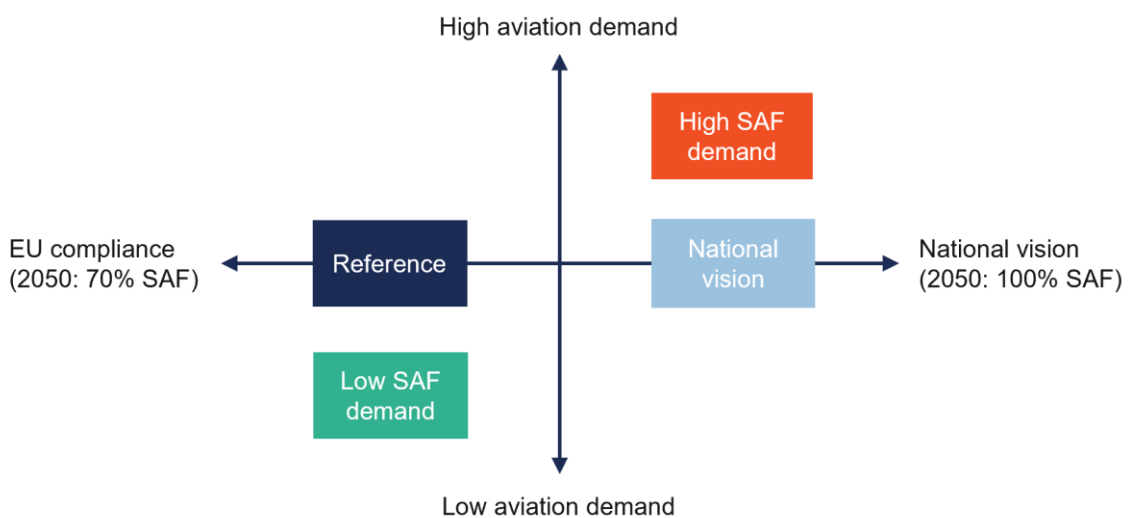 High aviation demand
High SAF
demand
EU compliance
(2050: 70% SAF)
Reference
National
vision
National vision
(2050: 100% SAF)
Low SAF
demand
Low aviation demand